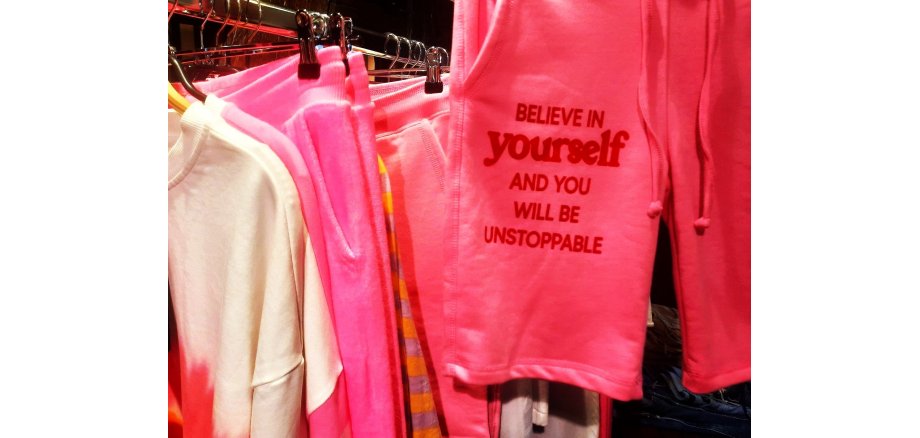 BELIEVE IN
yourself
AND YOU
WILL BE
UNSTOPPABLE